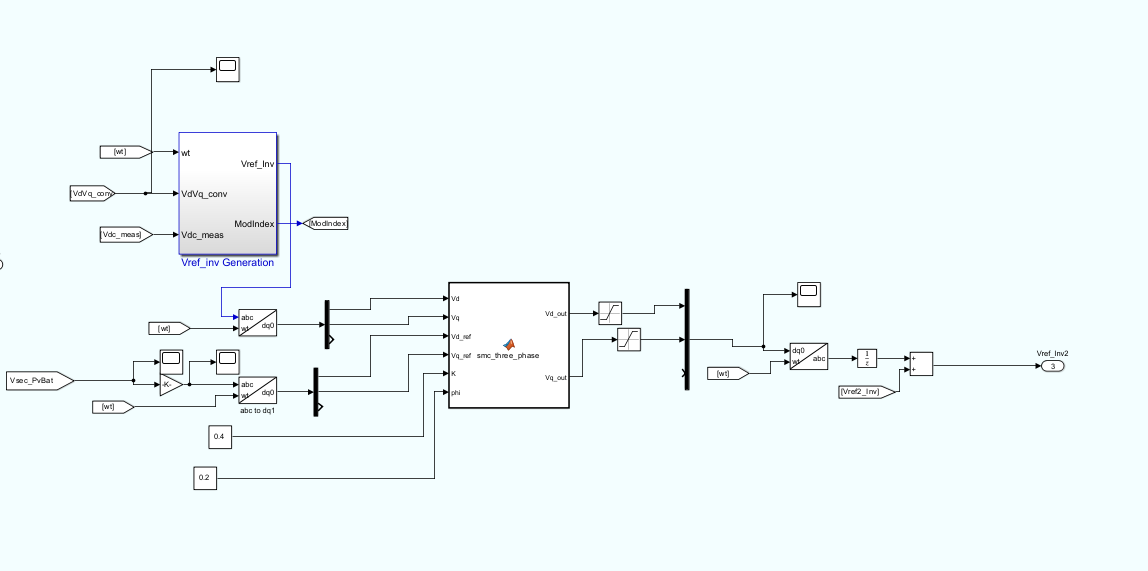 [wt]
wt
Vref_Inv
[VdVq_conv
VdVq_conv
ModIndex
[ModIndex]
[Vdc_meas]
Vdc_meas
Vref_inv Generation
abc
wt
dq0
[wt]
Vd
Vq
Vd_ref
Vq_ref
K
phi
smc_three_phase
Vd_out
Vq_out
dq0
wt
abc
[wt]
1
z
+
+
[Vref2_Inv]
Vref_Inv2
3
Vsec_PvBat
-K-
abc
wt
dq0
abc to dq1
[wt]
0.4
0.2